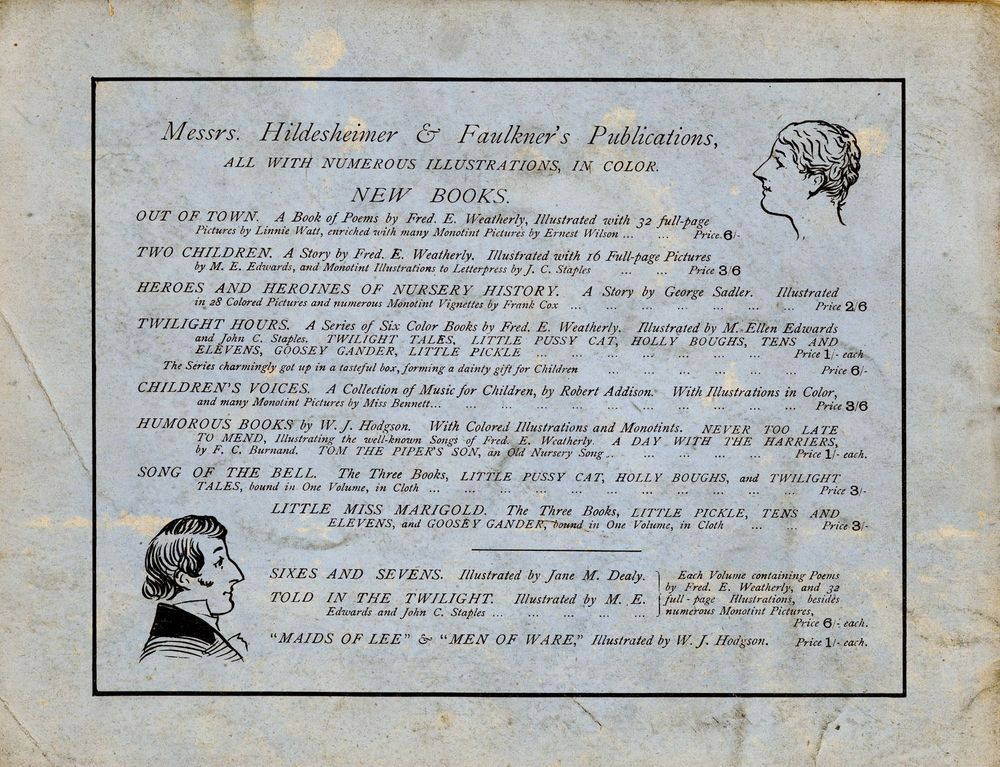 Messrs. Hildesheimer & Faulkner's Publications,
ALL WITH NUMEROUS ILLUSTRATIONS, IN COLOR.
NEW BOOKS.
OUT OF TOWN. A Book of Poems by Fred. E. Weatherly, Illustrated with 32 full-page
Pictures by Linnie Watt, enriched with many Monotint Pictures by Ernest Wilson ... ... Price 6/-
TWO CHILDREN. A Story by Fred. E. Weatherly. Illustrated with 16 Full-page Pictures
by M. E. Edwards, and Monotint Illustrations to Letterpress by J. C. Staples ... ... Price 3/6
HEROES AND HEROINES OF NURSERY HISTORY. A Story by George Sadler. Illustrated
in 28 Colored Pictures and numerous Monotint Vignettes by Frank Cox ... ... ... ... ... ... Price 2/6
TWILIGHT HOURS. A Series of Six Color Books by Fred. E. Weatherly. Illustrated by M. Ellen Edwards
and John C. Staples. TWILIGHT TALES, LITTLE PUSSY CAT, HOLLY BOUGHS, TENS AND
ELEVENS, GOOSEY GANDER, LITTLE PICKLE ... ... ... ... ... ... ... Price 1/- each
The Series charmingly got up in a tasteful box, forming a dainty gift for Children ... ... ... ... ... ... Price 6/-
CHILDREN'S VOICES. A Collection of Music for Children, by Robert Addison. With Illustrations in Color,
and many Monotint Pictures by Miss Bennett... ... ... ... ... ... ... ... ... ... Price 3/6
HUMOROUS BOOKS by W. J. Hodgson. With Colored Illustrations and Monotints. NEVER TOO LATE
TO MEND, Illustrating the well-known Songs of Fred. E. Weatherly. A DAY WITH THE HARRIERS,
by F. C. Burnand. TOM THE PIPER'S SON, an Old Nursery Song ... ... ... ... ... Price 1/- each.
SONG OF THE BELL. The Three Books, LITTLE PUSSY CAT, HOLLY BOUGHS, and TWILIGHT
TALES, bound in One Volume, in Cloth ... ... ... ... ... ... ... ... ... ... Price 3/-
LITTLE MISS MARIGOLD. The Three Books, LITTLE PICKLE, TENS AND
ELEVENS, and GOOSEY GANDER, bound in One Volume, in Cloth ... ... Price 3/-
SIXES AND SEVENS. Illustrated by Jane M. Dealy.
TOLD IN THE TWILIGHT. Illustrated by M. E.
Edwards and John C. Staples ... ... ... ... ... ...
Each Volume containing Poems
by Fred. E. Weatherly, and 32
full-page Illustrations, besides
numerous Monotint Pictures,
Price 6/- each.
"MAIDS OF LEE" & "MEN OF WARE," Illustrated by W. J. Hodgson. Price 1/- each.